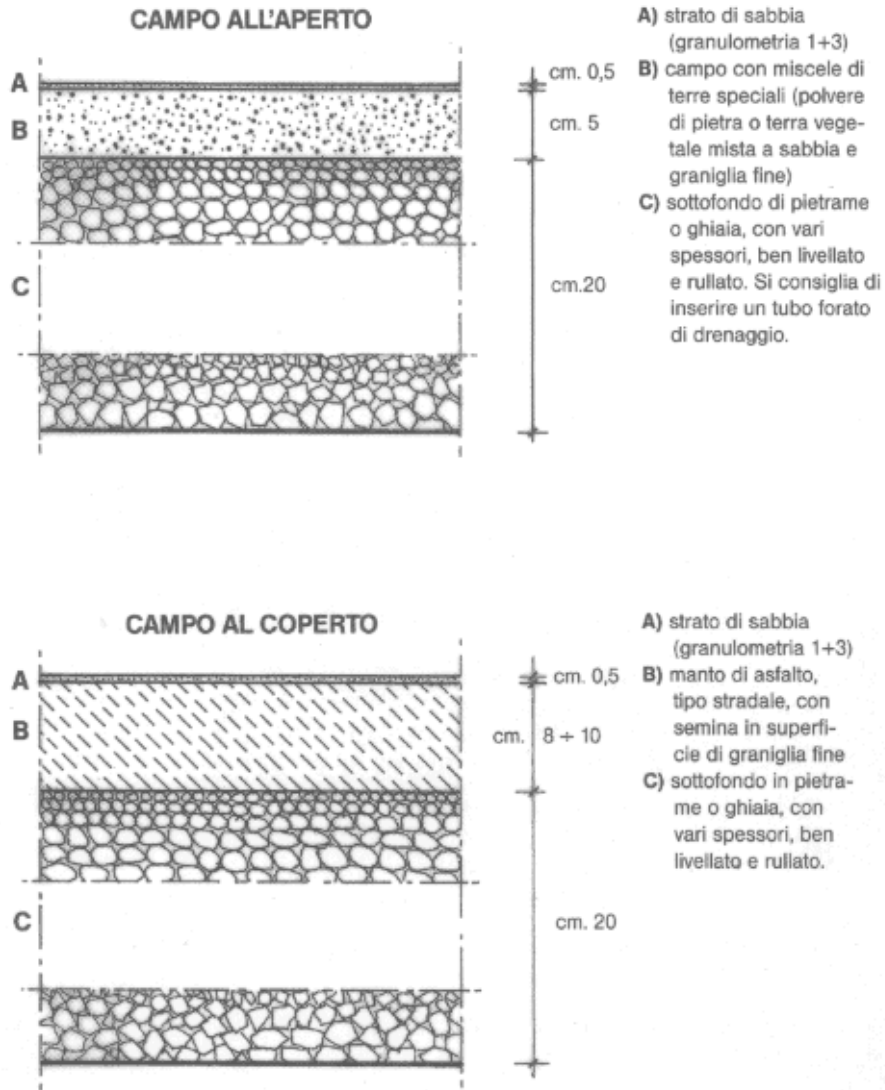 CAMPO ALL'APERTO
A
B
C
cm. 0,5
cm. 5
cm.20
A) strato di sabbia
(granulometria 1+3)
B) campo con miscele di
terre speciali (polvere
di pietra o terra vege-
tale mista a sabbia e
graniglia fine)
C) sottofondo di pietrame
o ghiaia, con vari
spessori, ben livellato
e rullato. Si consiglia di
inserire un tubo forato
di drenaggio.
CAMPO AL COPERTO
A
B
C
cm. 0,5
cm. 8 ÷ 10
cm. 20
A) strato di sabbia
(granulometria 1+3)
B) manto di asfalto,
tipo stradale, con
semina in superfi-
cie di graniglia fine
C) sottofondo in pietra-
me o ghiaia, con
vari spessori, ben
livellato e rullato.